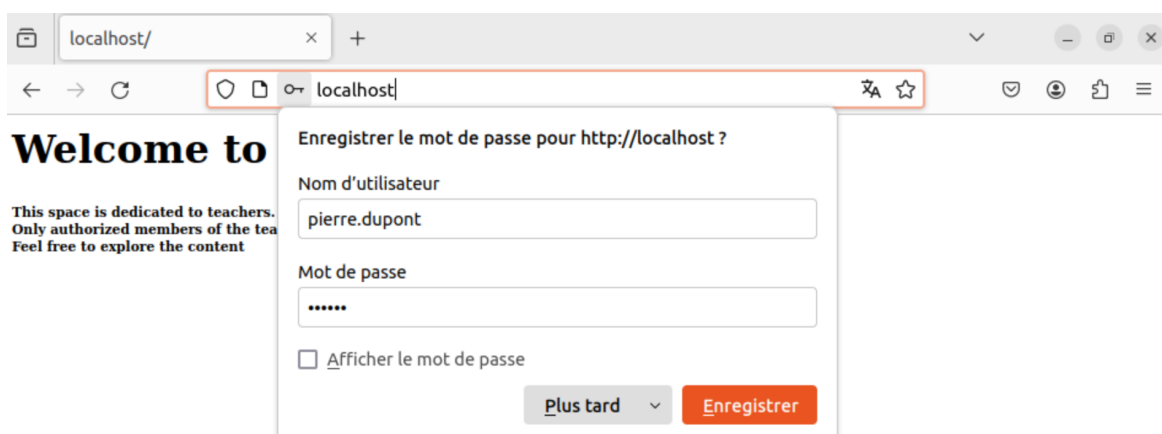 localhost/
localhost
Welcome to
Enregistrer le mot de passe pour http://localhost ?
Nom d'utilisateur
pierre.dupont
This space is dedicated to teachers.
Only authorized members of the tea
Feel free to explore the content
Mot de passe
••••••
Afficher le mot de passe
Plus tard
Enregistrer